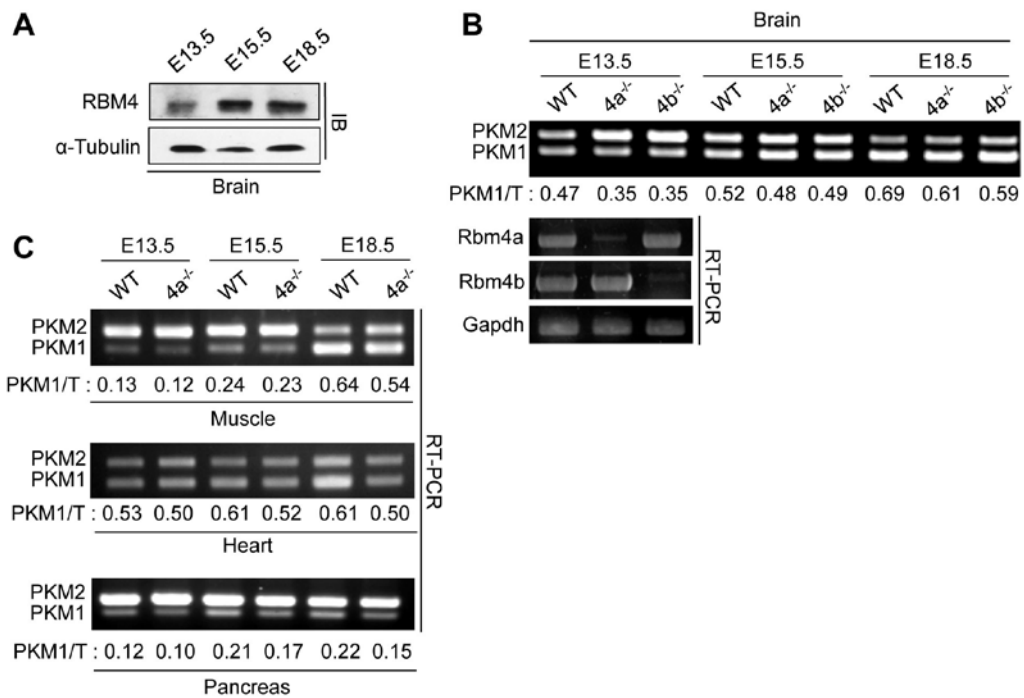 A
E13.5 E15.5 E18.5
RBM4
α-Tubulin
IB
Brain
B
Brain
E13.5 E15.5 E18.5
WT 4a-/- 4b-/- WT 4a-/- 4b-/- WT 4a-/- 4b-/-
PKM2
PKM1
PKM1/T : 0.47 0.35 0.35 0.52 0.48 0.49 0.69 0.61 0.59
Rbm4a
Rbm4b
Gapdh
RT-PCR
C
E13.5 E15.5 E18.5
WT 4a-/- WT 4a-/- WT 4a-/-
PKM2
PKM1
PKM1/T : 0.13 0.12 0.24 0.23 0.64 0.54
Muscle
PKM2
PKM1
PKM1/T : 0.53 0.50 0.61 0.52 0.61 0.50
Heart
PKM2
PKM1
PKM1/T : 0.12 0.10 0.21 0.17 0.22 0.15
Pancreas
RT-PCR